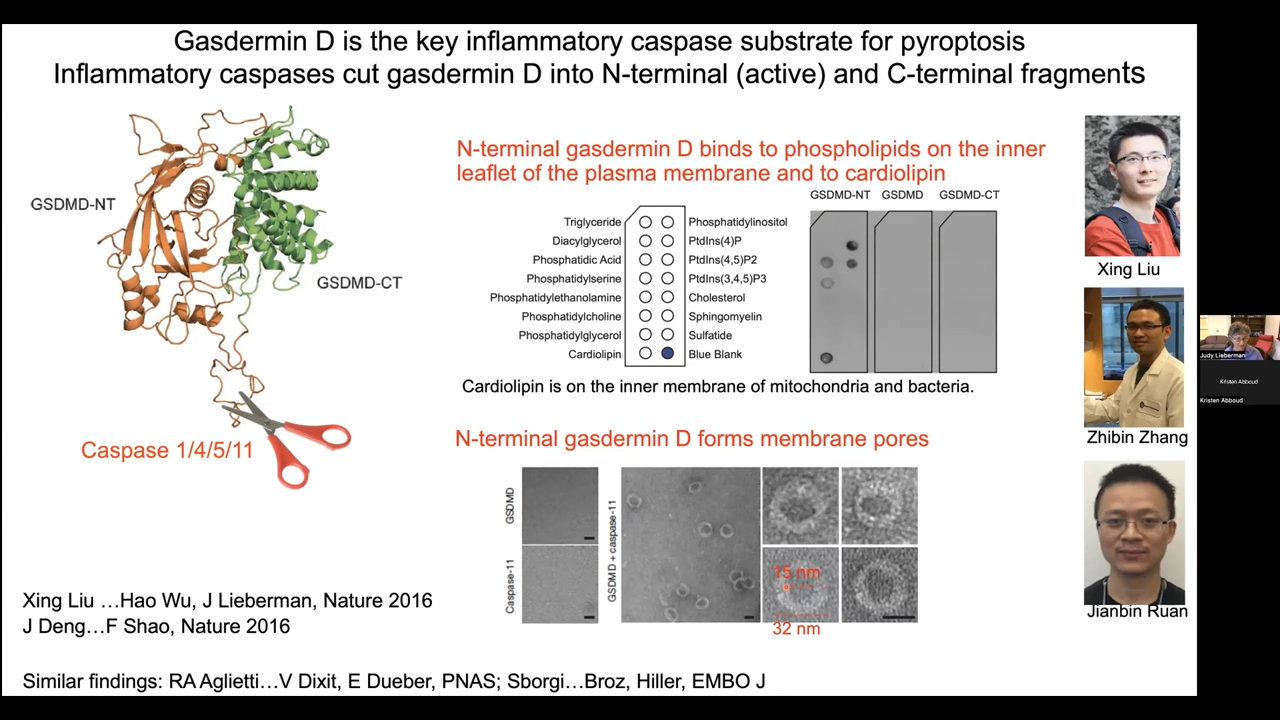 Gasdermin D is the key inflammatory caspase substrate for pyroptosis
Inflammatory caspases cut gasdermin D into N-terminal (active) and C-terminal fragments
GSDMD-NT
GSDMD-CT
Caspase 1/4/5/11
N-terminal gasdermin D binds to phospholipids on the inner
leaflet of the plasma membrane and to cardiolipin
GSDMD-NT GSDMD GSDMD-CT
Triglyceride Phosphatidylinositol
Diacylglycerol PtdIns(4)P
Phosphatidic Acid PtdIns(4,5)P2
Phosphatidylserine PtdIns(3,4,5)P3
Phosphatidylethanolamine Cholesterol
Phosphatidylcholine Sphingomyelin
Phosphatidylglycerol Sulfatide
Cardiolipin Blue Blank
Cardiolipin is on the inner membrane of mitochondria and bacteria.
N-terminal gasdermin D forms membrane pores
GSDMD
Caspase-11
GSDMD + caspase-11
15 nm
32 nm
Xing Liu
Zhibin Zhang
Jianbin Ruan
Xing Liu ...Hao Wu, J Lieberman, Nature 2016
J Deng...F Shao, Nature 2016
Similar findings: RA Aglietti...V Dixit, E Dueber, PNAS; Sborgi...Broz, Hiller, EMBO J
Judy Lieberman
Kristen Abboud
Kristen Abboud